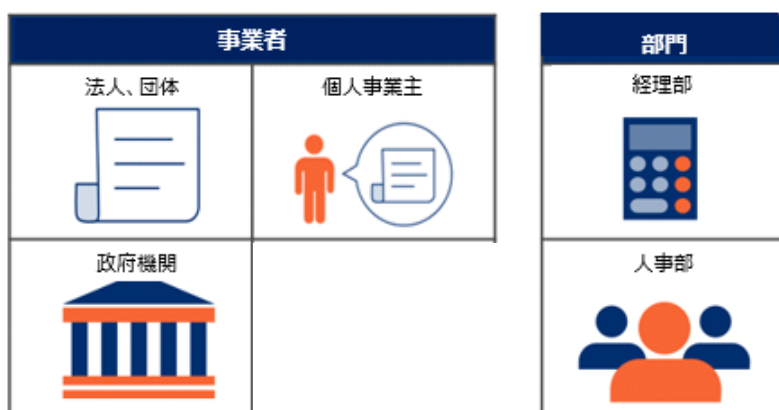 事業者
法人、団体
個人事業主
政府機関
部門
経理部
人事部